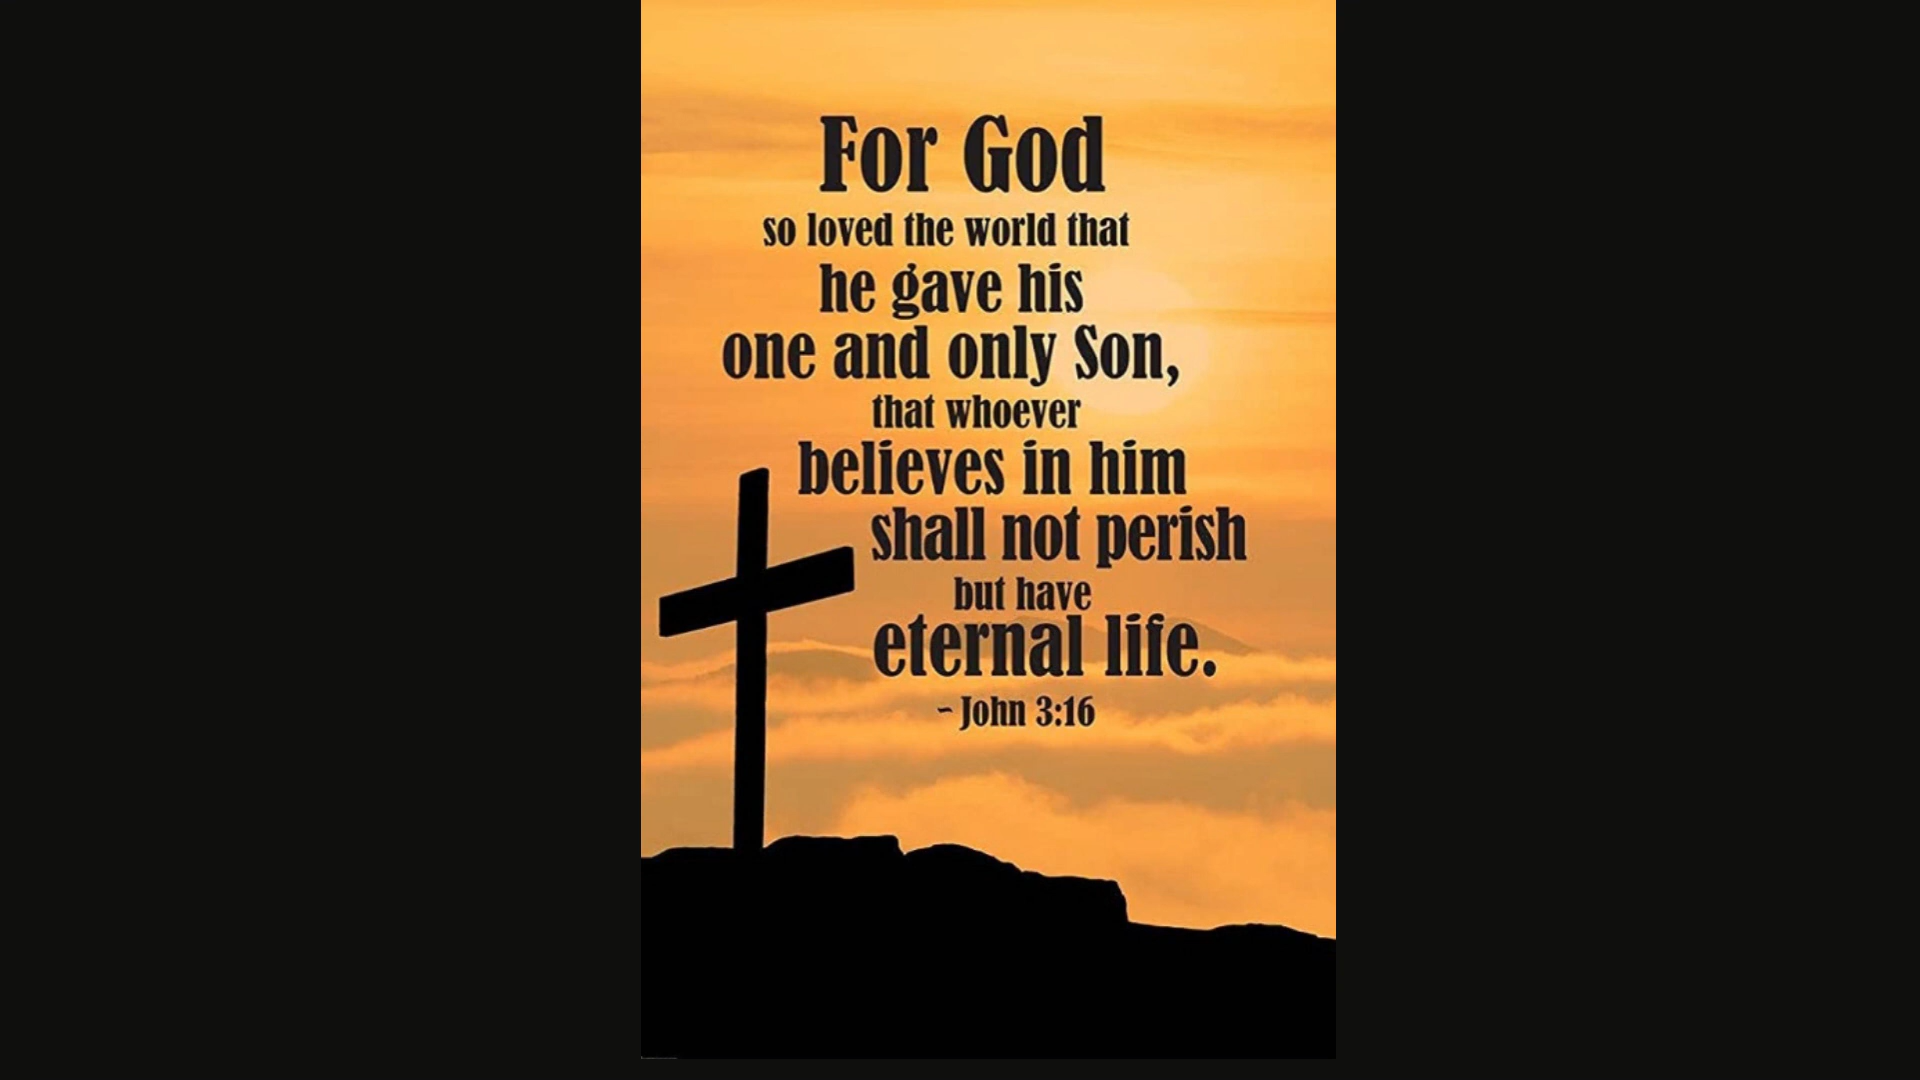 For God
so loved the world that
he gave his
one and only Son,
that whoever
believes in him
shall not perish
but have
eternal life.
~ John 3:16